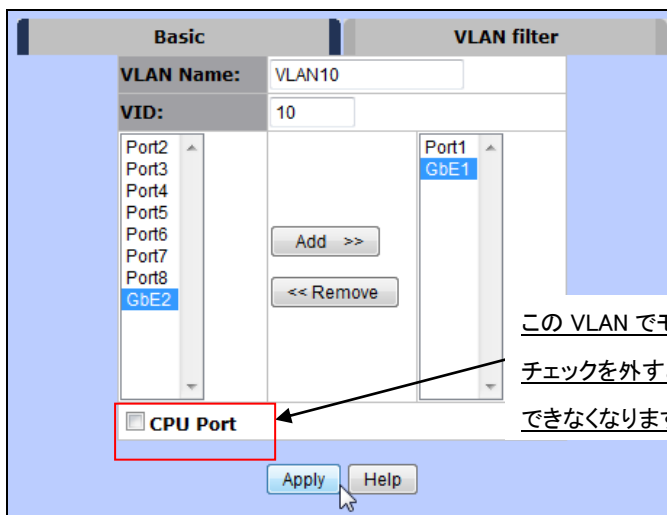 Basic VLAN filter
VLAN Name: VLAN10
VID: 10
Port2
Port3
Port4
Port5
Port6
Port7
Port8
GbE2
Add >>
<< Remove
Port1
GbE1
この VLAN で
チェックを外す
できなくなります
CPU Port
Apply Help